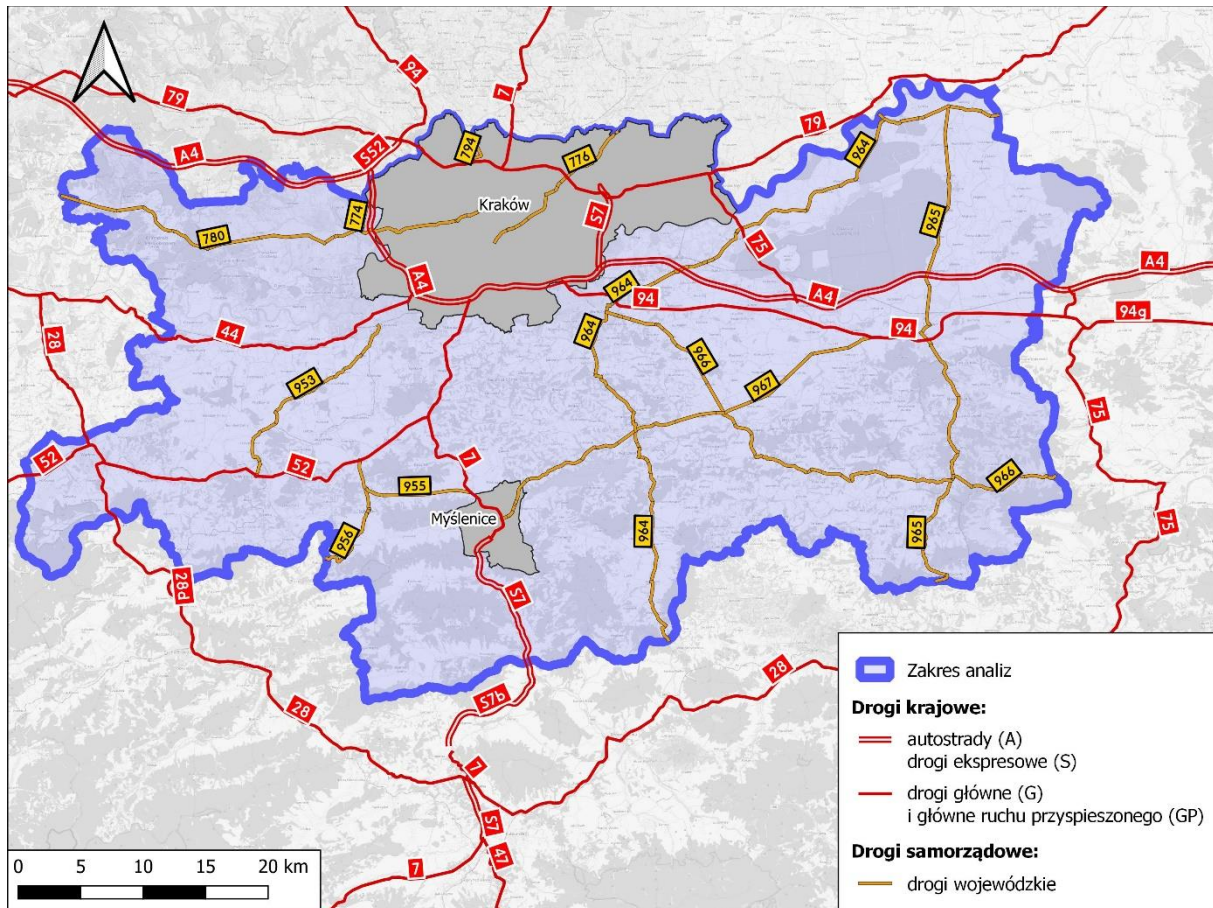 94
7
79
79
A4
S52
794
776
964
774
Kraków
965
780
S7
75
A4
A4
964
A4
94
94g
44
964
94
28
966
953
967
75
52
52
7
955
966
Myślenice
956
964
965
75
28d
S7
28
S7b
28
7
S7
47
7
Zakres analiz
Drogi krajowe:
autostrady (A)
drogi ekspresowe (S)
drogi główne (G)
i główne ruchu przyspieszonego (GP)
Drogi samorządowe:
drogi wojewódzkie
0 5 10 15 20 km